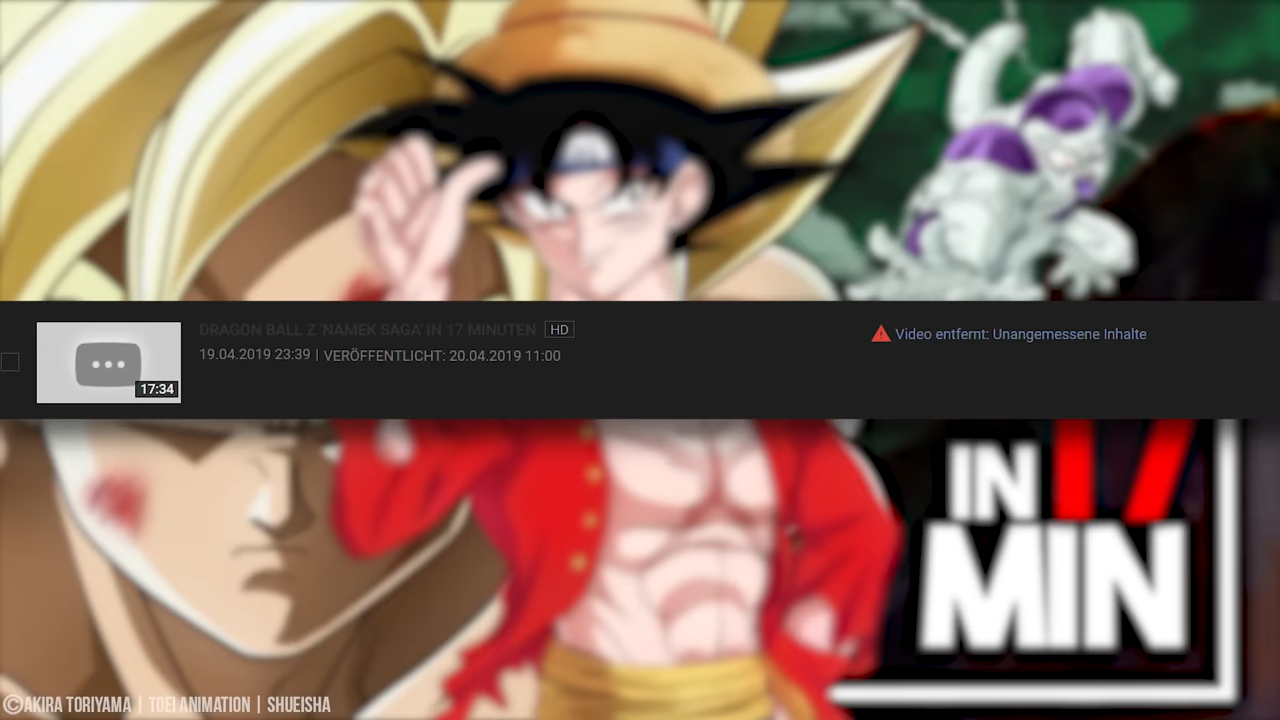 DRAGON BALL Z 'NAMEK SAGA' IN 17 MINUTEN HD
19.04.2019 23:39 | VERÖFFENTLICHT: 20.04.2019 11:00
Video entfernt: Unangemessene Inhalte
17:34
IN 17
MIN
©AKIRA TORIYAMA | TOEI ANIMATION | SHUEISHA